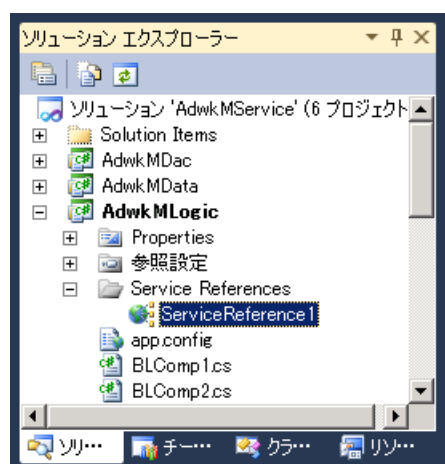 ソリューション エクスプローラー
ソリューション 'AdwkMService' (6 プロジェクト
Solution Items
AdwkMDac
AdwkMData
AdwkMLogic
Properties
参照設定
Service References
ServiceReference1
app.config
BLComp1.cs
BLComp2.cs
ソリ… チー… クラ… リソ…